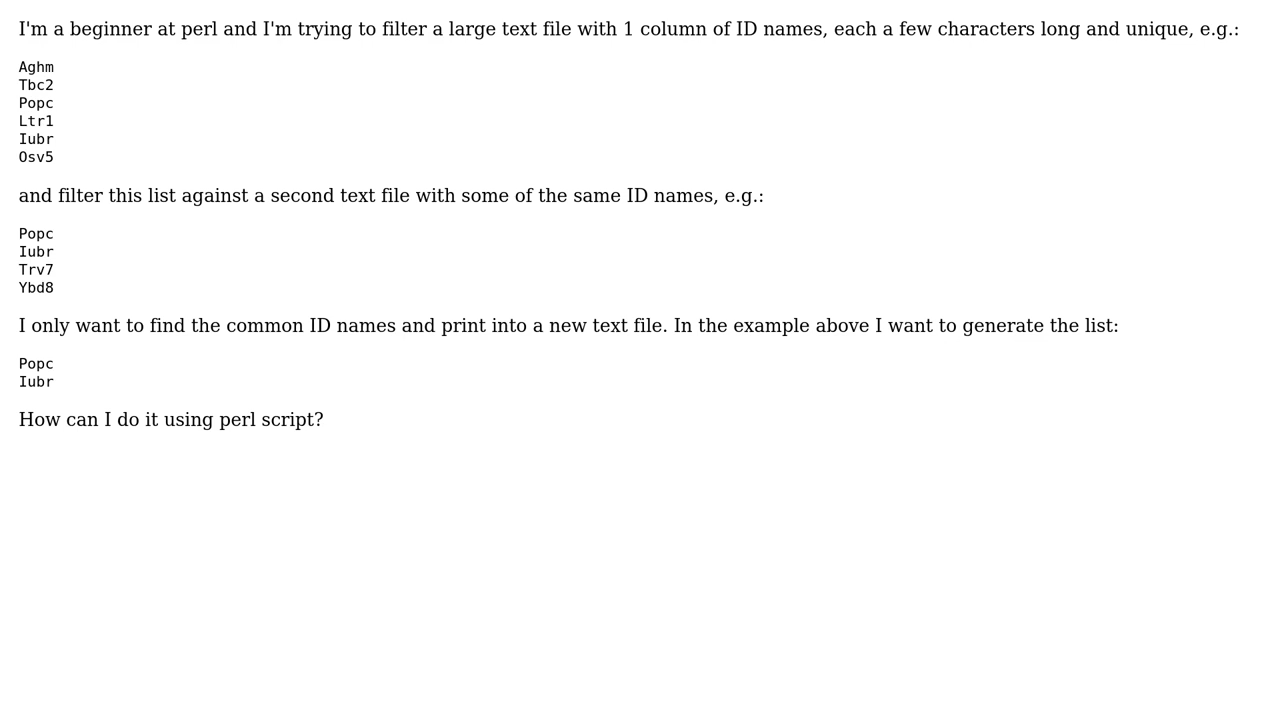 I'm a beginner at perl and I'm trying to filter a large text file with 1 column of ID names, each a few characters long and unique, e.g.:
Aghm
Tbc2
Popc
Ltr1
Iubr
Osv5
and filter this list against a second text file with some of the same ID names, e.g.:
Popc
Iubr
Trv7
Ybd8
I only want to find the common ID names and print into a new text file. In the example above I want to generate the list:
Popc
Iubr
How can I do it using perl script?